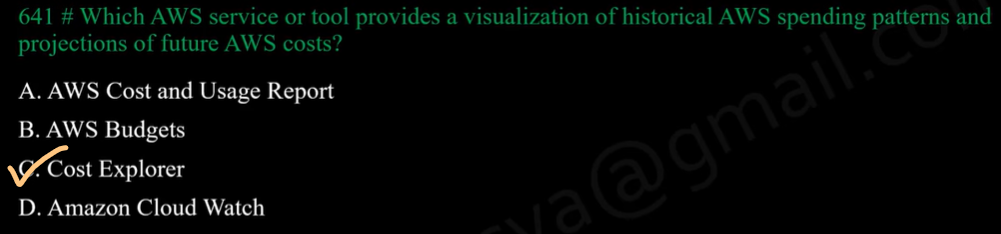 641 # Which AWS service or tool provides a visualization of historical AWS spending patterns and
projections of future AWS costs?
A. AWS Cost and Usage Report
B. AWS Budgets
C. Cost Explorer
D. Amazon Cloud Watch